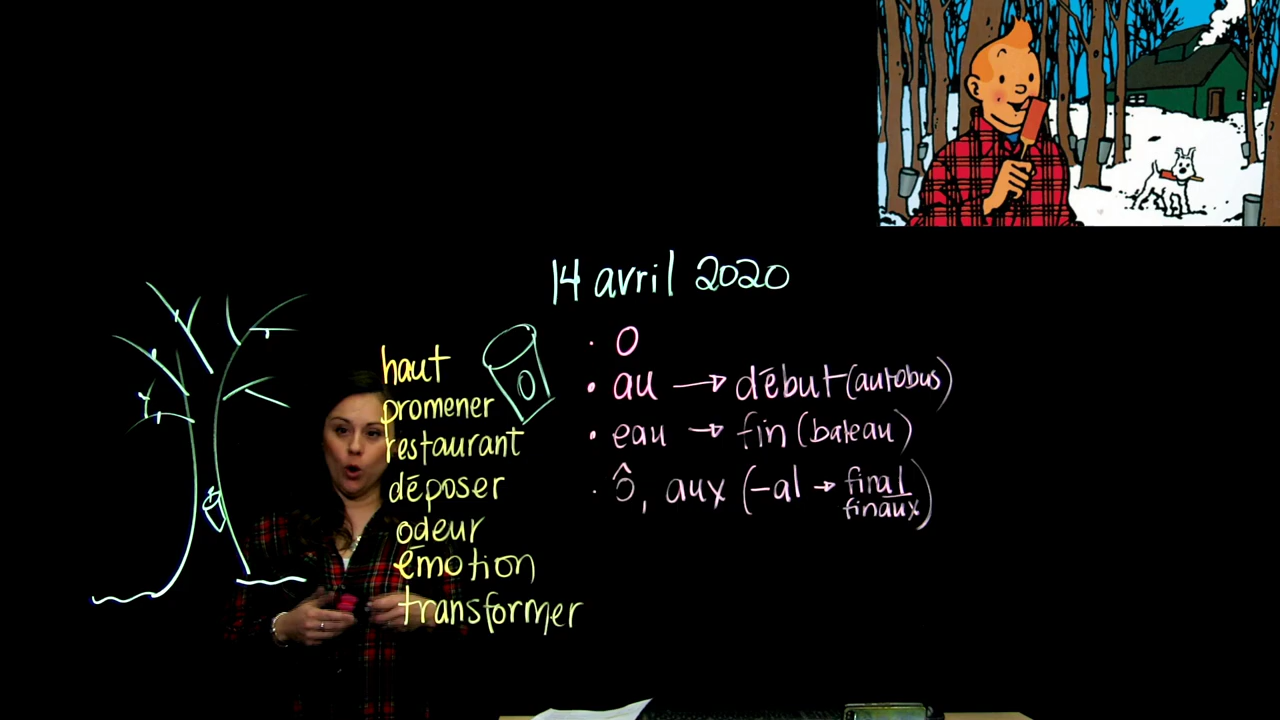 14 avril 2020
haut
promener
restaurant
déposer
odeur
émotion
transformer
• O
• au → début (autobus)
• eau → fin (bateau)
• ô, aux (-al → final
finaux)